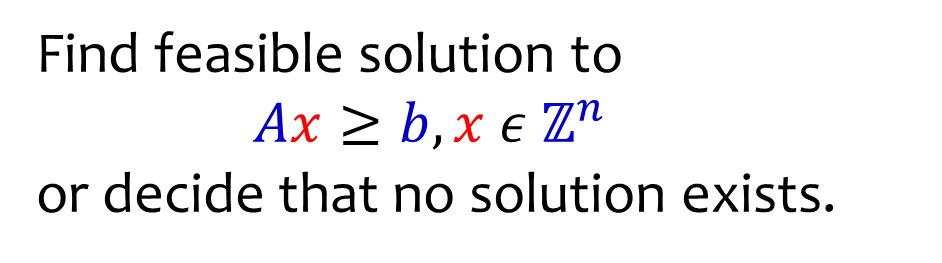 Find feasible solution to
Ax ≥ b, x ϵ ℤⁿ
or decide that no solution exists.